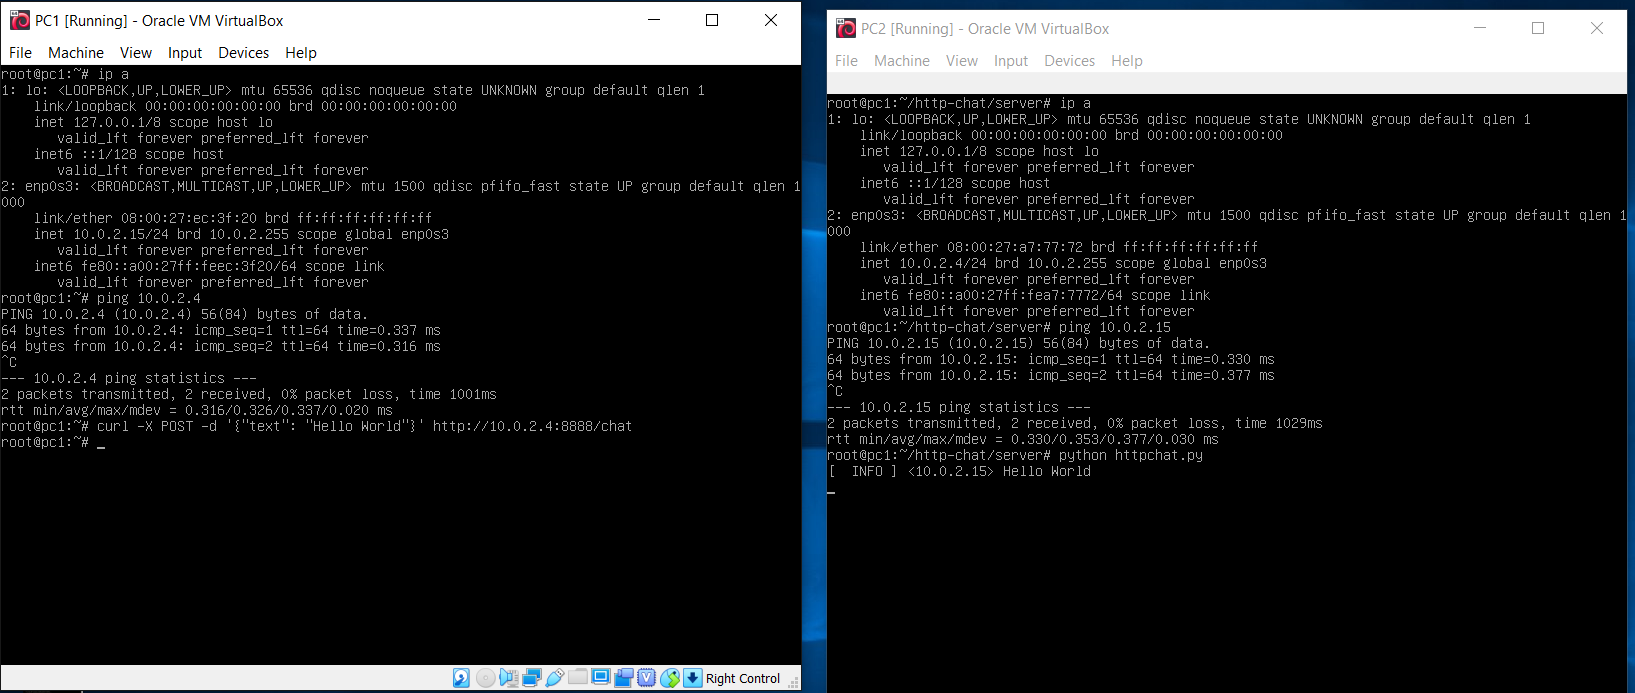 PC1 [Running] - Oracle VM VirtualBox
File Machine View Input Devices Help
root@pc1:~# ip a
1: lo: <LOOPBACK,UP,LOWER_UP> mtu 65536 qdisc noqueue state UNKNOWN group default qlen 1
    link/loopback 00:00:00:00:00:00 brd 00:00:00:00:00:00
    inet 127.0.0.1/8 scope host lo
       valid_lft forever preferred_lft forever
    inet6 ::1/128 scope host
       valid_lft forever preferred_lft forever
2: enp0s3: <BROADCAST,MULTICAST,UP,LOWER_UP> mtu 1500 qdisc pfifo_fast state UP group default qlen 1
000
    link/ether 08:00:27:ec:3f:20 brd ff:ff:ff:ff:ff:ff
    inet 10.0.2.15/24 brd 10.0.2.255 scope global enp0s3
       valid_lft forever preferred_lft forever
    inet6 fe80::a00:27ff:feec:3f20/64 scope link
       valid_lft forever preferred_lft forever
root@pc1:~# ping 10.0.2.4
PING 10.0.2.4 (10.0.2.4) 56(84) bytes of data.
64 bytes from 10.0.2.4: icmp_seq=1 ttl=64 time=0.337 ms
64 bytes from 10.0.2.4: icmp_seq=2 ttl=64 time=0.316 ms
^C
--- 10.0.2.4 ping statistics ---
2 packets transmitted, 2 received, 0% packet loss, time 1001ms
rtt min/avg/max/mdev = 0.316/0.326/0.337/0.020 ms
root@pc1:~# curl -X POST -d '{"text": "Hello World"}' http://10.0.2.4:8888/chat
root@pc1:~# _
Right Control
PC2 [Running] - Oracle VM VirtualBox
File Machine View Input Devices Help
root@pc1:~/http-chat/server# ip a
1: lo: <LOOPBACK,UP,LOWER_UP> mtu 65536 qdisc noqueue state UNKNOWN group default qlen 1
    link/loopback 00:00:00:00:00:00 brd 00:00:00:00:00:00
    inet 127.0.0.1/8 scope host lo
       valid_lft forever preferred_lft forever
    inet6 ::1/128 scope host
       valid_lft forever preferred_lft forever
2: enp0s3: <BROADCAST,MULTICAST,UP,LOWER_UP> mtu 1500 qdisc pfifo_fast state UP group default qlen 1
000
    link/ether 08:00:27:a7:77:72 brd ff:ff:ff:ff:ff:ff
    inet 10.0.2.4/24 brd 10.0.2.255 scope global enp0s3
       valid_lft forever preferred_lft forever
    inet6 fe80::a00:27ff:fea7:7772/64 scope link
       valid_lft forever preferred_lft forever
root@pc1:~/http-chat/server# ping 10.0.2.15
PING 10.0.2.15 (10.0.2.15) 56(84) bytes of data.
64 bytes from 10.0.2.15: icmp_seq=1 ttl=64 time=0.330 ms
64 bytes from 10.0.2.15: icmp_seq=2 ttl=64 time=0.377 ms
^C
--- 10.0.2.15 ping statistics ---
2 packets transmitted, 2 received, 0% packet loss, time 1029ms
rtt min/avg/max/mdev = 0.330/0.353/0.377/0.030 ms
root@pc1:~/http-chat/server# python httpchat.py
[  INFO ] <10.0.2.15> Hello World
_